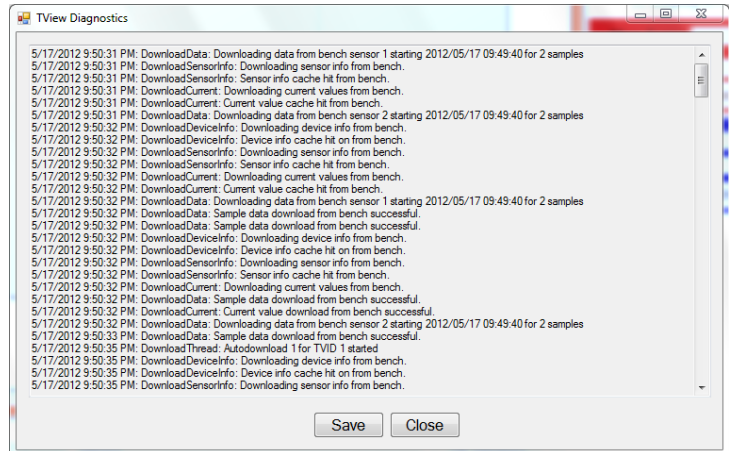 TView Diagnostics
5/17/2012 9:50:31 PM: DownloadData: Downloading data from bench sensor 1 starting 2012/05/17 09:49:40 for 2 samples
5/17/2012 9:50:31 PM: DownloadSensorInfo: Downloading sensor info from bench.
5/17/2012 9:50:31 PM: DownloadSensorInfo: Sensor info cache hit from bench.
5/17/2012 9:50:31 PM: DownloadCurrent: Downloading current values from bench.
5/17/2012 9:50:31 PM: DownloadCurrent: Current value cache hit from bench.
5/17/2012 9:50:31 PM: DownloadData: Downloading data from bench sensor 2 starting 2012/05/17 09:49:40 for 2 samples
5/17/2012 9:50:32 PM: DownloadDeviceInfo: Downloading device info from bench.
5/17/2012 9:50:32 PM: DownloadDeviceInfo: Device info cache hit on from bench.
5/17/2012 9:50:32 PM: DownloadSensorInfo: Downloading sensor info from bench.
5/17/2012 9:50:32 PM: DownloadSensorInfo: Sensor info cache hit from bench.
5/17/2012 9:50:32 PM: DownloadCurrent: Downloading current values from bench.
5/17/2012 9:50:32 PM: DownloadCurrent: Current value cache hit from bench.
5/17/2012 9:50:32 PM: DownloadData: Downloading data from bench sensor 1 starting 2012/05/17 09:49:40 for 2 samples
5/17/2012 9:50:32 PM: DownloadData: Sample data download from bench successful.
5/17/2012 9:50:32 PM: DownloadData: Sample data download from bench successful.
5/17/2012 9:50:32 PM: DownloadDeviceInfo: Downloading device info from bench.
5/17/2012 9:50:32 PM: DownloadDeviceInfo: Device info cache hit on from bench.
5/17/2012 9:50:32 PM: DownloadSensorInfo: Downloading sensor info from bench.
5/17/2012 9:50:32 PM: DownloadSensorInfo: Sensor info cache hit from bench.
5/17/2012 9:50:32 PM: DownloadCurrent: Downloading current values from bench.
5/17/2012 9:50:32 PM: DownloadData: Sample data download from bench successful.
5/17/2012 9:50:32 PM: DownloadCurrent: Current value download from bench successful.
5/17/2012 9:50:32 PM: DownloadData: Downloading data from bench sensor 2 starting 2012/05/17 09:49:40 for 2 samples
5/17/2012 9:50:33 PM: DownloadData: Sample data download from bench successful.
5/17/2012 9:50:35 PM: DownloadThread: Autodownload 1 for TVID 1 started
5/17/2012 9:50:35 PM: DownloadDeviceInfo: Downloading device info from bench.
5/17/2012 9:50:35 PM: DownloadDeviceInfo: Device info cache hit on from bench.
5/17/2012 9:50:35 PM: DownloadSensorInfo: Downloading sensor info from bench.
Save
Close